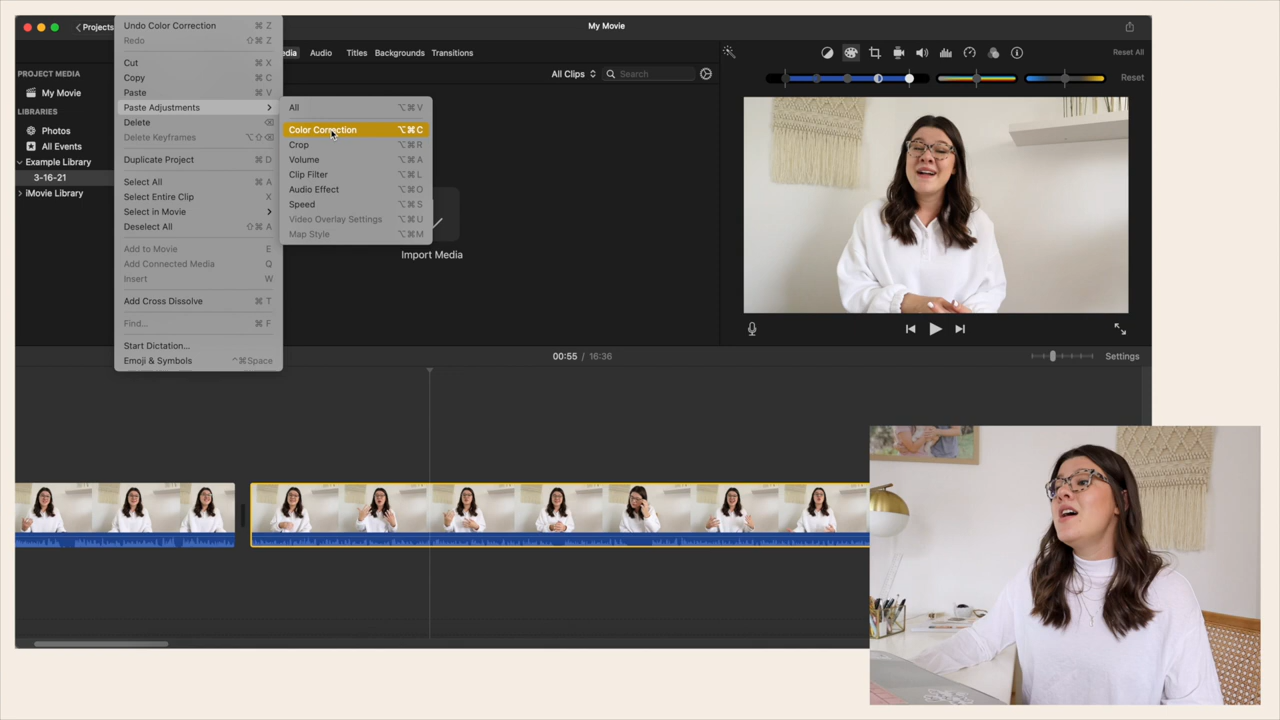 Projects
My Movie
Media
Audio
Titles
Backgrounds
Transitions
Reset All
All Clips
Search
Reset
PROJECT MEDIA
My Movie
LIBRARIES
Photos
All Events
Example Library
3-16-21
iMovie Library
Undo Color Correction ⌘ Z
Redo ⇧⌘ Z
Cut ⌘ X
Copy ⌘ C
Paste ⌘ V
Paste Adjustments
Delete ⌫
Delete Keyframes ⌥⇧⌫
Duplicate Project ⌘ D
Select All ⌘ A
Select Entire Clip X
Select in Movie
Deselect All ⇧⌘ A
Add to Movie E
Add Connected Media Q
Insert W
Add Cross Dissolve ⌘ T
Find... ⌘ F
Start Dictation...
Emoji & Symbols ^⌘Space
All ⌥⌘V
Color Correction ⌥⌘C
Crop ⌥⌘R
Volume ⌥⌘A
Clip Filter ⌥⌘L
Audio Effect ⌥⌘O
Speed ⌥⌘S
Video Overlay Settings ⌥⌘U
Map Style ⌥⌘M
Import Media
00:55 / 16:36
Settings